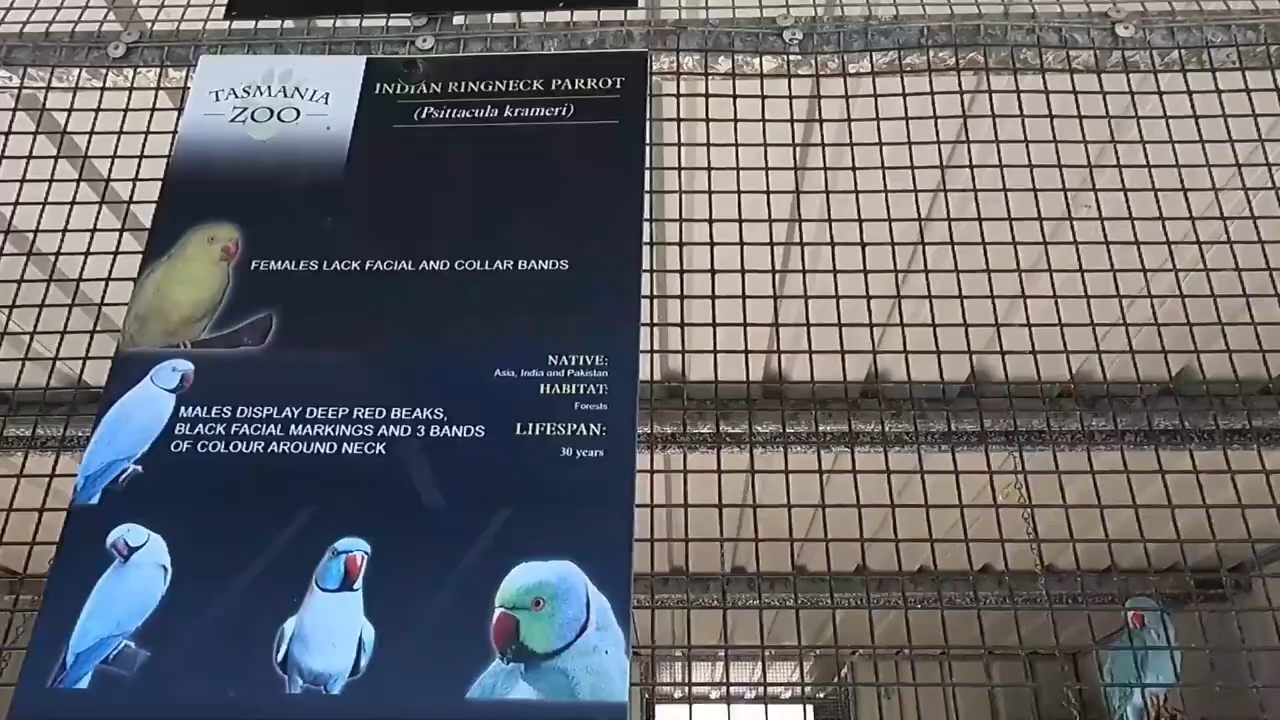 TASMANIA
ZOO
INDIAN RINGNECK PARROT
(Psittacula krameri)
FEMALES LACK FACIAL AND COLLAR BANDS
NATIVE:
Asia, India and Pakistan
HABITAT:
Forests
LIFESPAN:
30 years
MALES DISPLAY DEEP RED BEAKS,
BLACK FACIAL MARKINGS AND 3 BANDS
OF COLOUR AROUND NECK